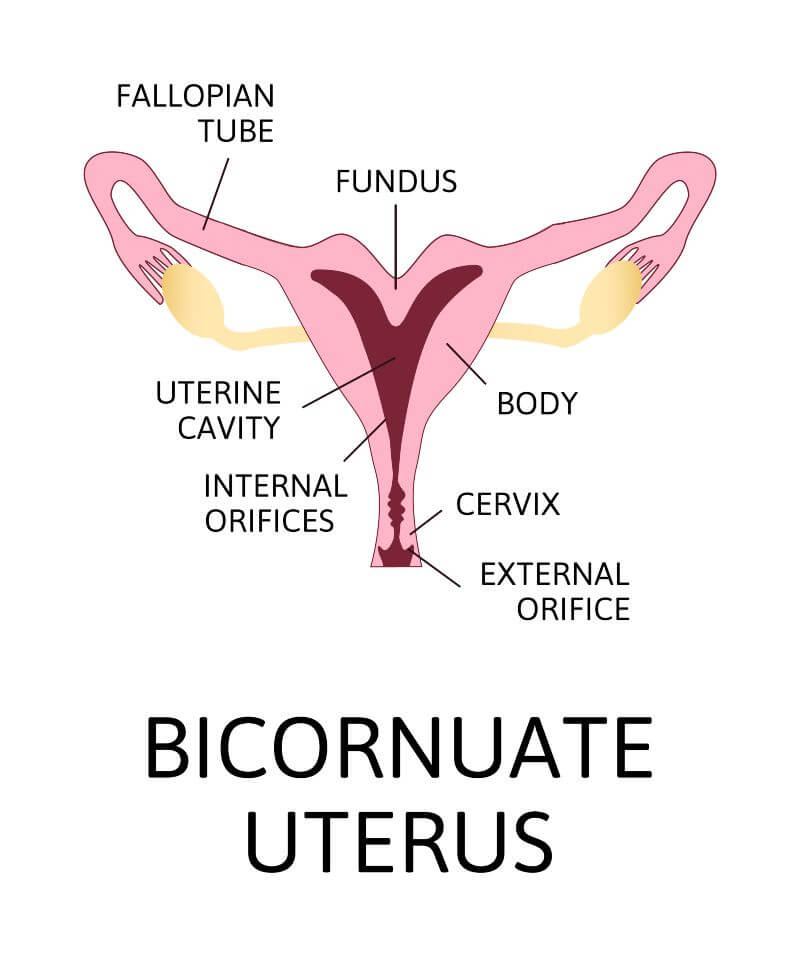 FALLOPIAN
TUBE
FUNDUS
UTERINE
CAVITY
BODY
INTERNAL
ORIFICES
CERVIX
EXTERNAL
ORIFICE
BICORNUATE
UTERUS